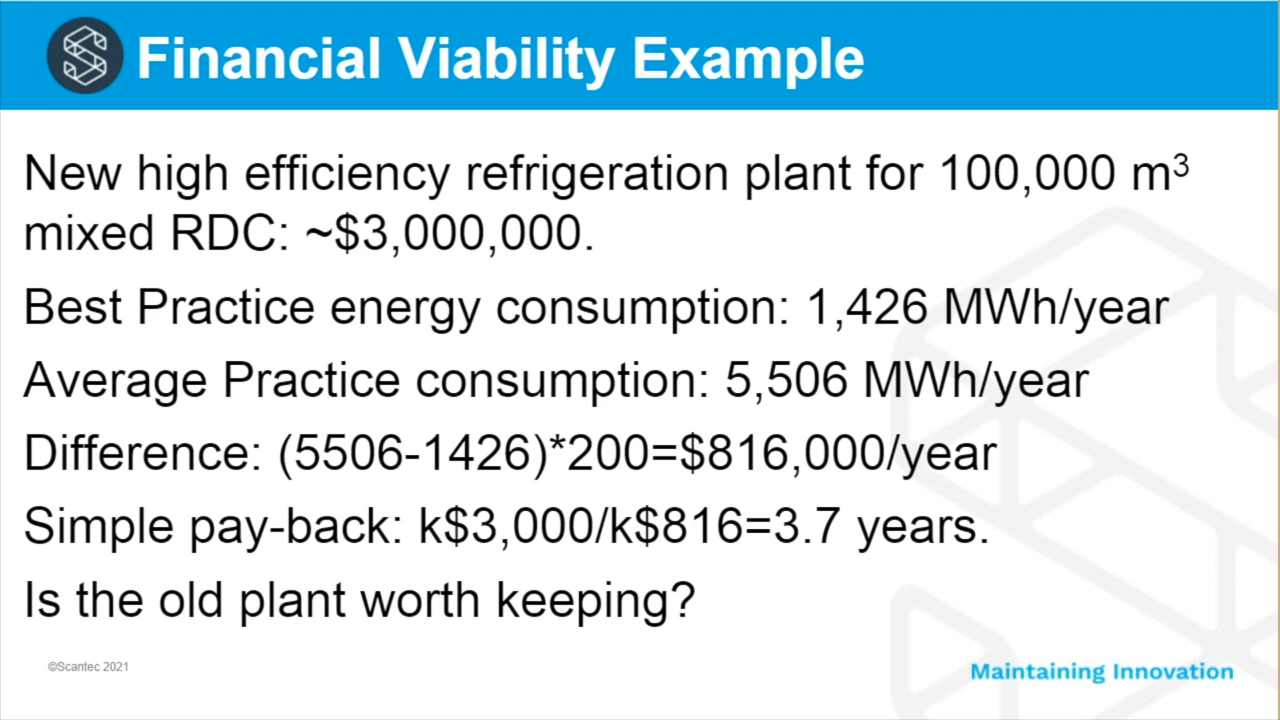 Financial Viability Example
New high efficiency refrigeration plant for 100,000 m³
mixed RDC: ~$3,000,000.
Best Practice energy consumption: 1,426 MWh/year
Average Practice consumption: 5,506 MWh/year
Difference: (5506-1426)*200=$816,000/year
Simple pay-back: k$3,000/k$816=3.7 years.
Is the old plant worth keeping?
©Scantec 2021
Maintaining Innovation